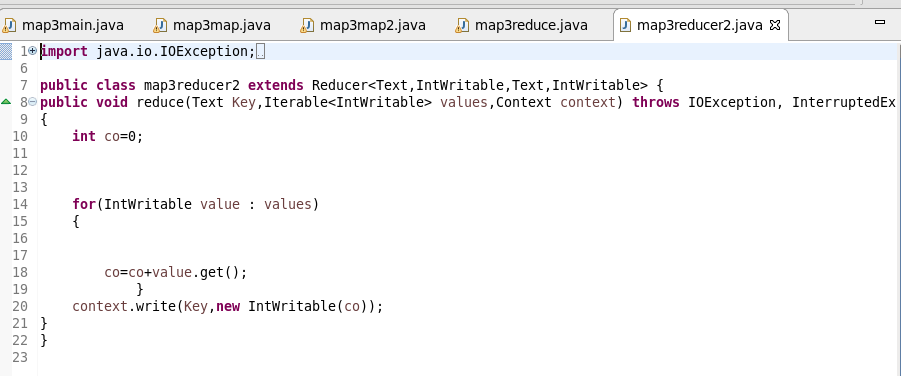 map3main.java map3map.java map3map2.java map3reduce.java map3reducer2.java
1 import java.io.IOException;
6
7 public class map3reducer2 extends Reducer<Text,IntWritable,Text,IntWritable> {
8 public void reduce(Text Key,Iterable<IntWritable> values,Context context) throws IOException, InterruptedEx
9 {
10     int co=0;
11
12
13
14     for(IntWritable value : values)
15     {
16
17
18         co=co+value.get();
19             }
20     context.write(Key,new IntWritable(co));
21 }
22 }
23